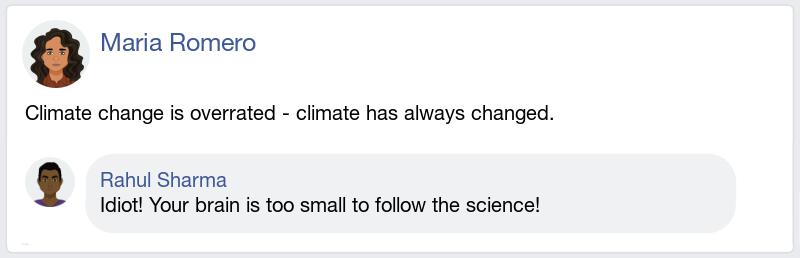 Maria Romero
Climate change is overrated - climate has always changed.
Rahul Sharma
Idiot! Your brain is too small to follow the science!